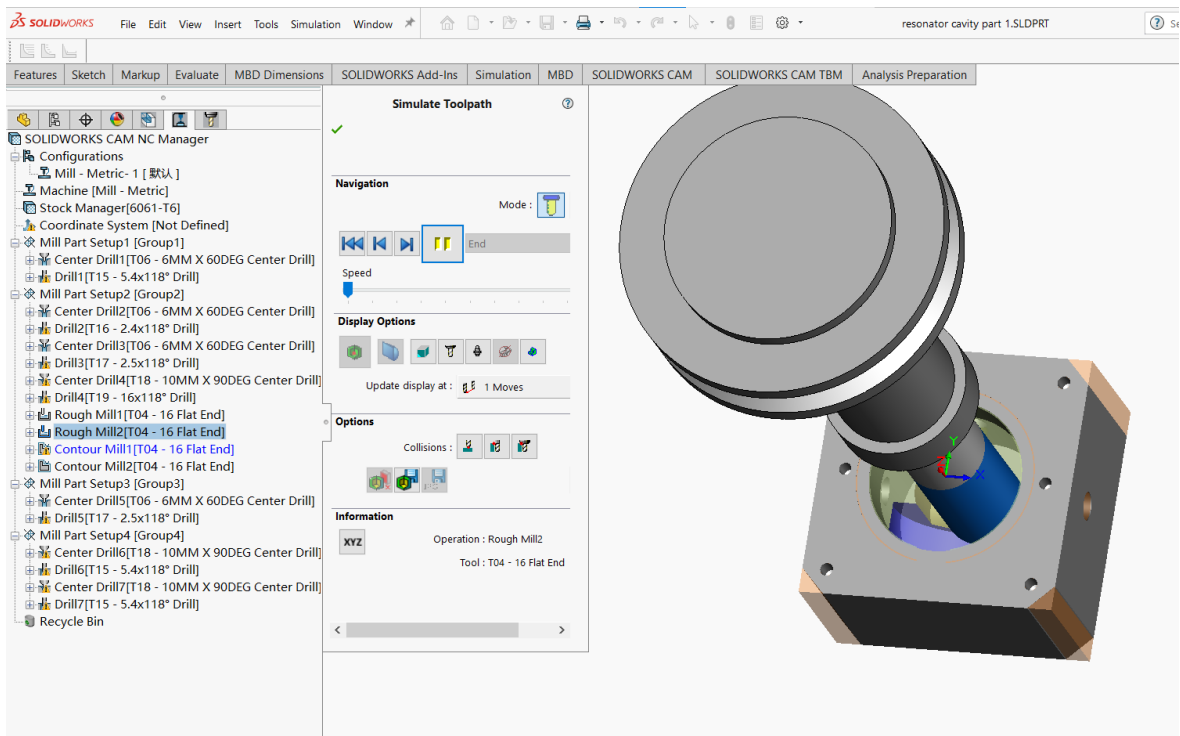 SOLIDWORKS File Edit View Insert Tools Simulation Window resonator cavity part 1.SLDPRT
Features Sketch Markup Evaluate MBD Dimensions SOLIDWORKS Add-Ins Simulation MBD SOLIDWORKS CAM SOLIDWORKS CAM TBM Analysis Preparation
SOLIDWORKS CAM NC Manager
Configurations
Mill - Metric- 1 [ 默认 ]
Machine [Mill - Metric]
Stock Manager[6061-T6]
Coordinate System [Not Defined]
Mill Part Setup1 [Group1]
Center Drill1[T06 - 6MM X 60DEG Center Drill]
Drill1[T15 - 5.4x118° Drill]
Mill Part Setup2 [Group2]
Center Drill2[T06 - 6MM X 60DEG Center Drill]
Drill2[T16 - 2.4x118° Drill]
Center Drill3[T06 - 6MM X 60DEG Center Drill]
Drill3[T17 - 2.5x118° Drill]
Center Drill4[T18 - 10MM X 90DEG Center Drill]
Drill4[T19 - 16x118° Drill]
Rough Mill1[T04 - 16 Flat End]
Rough Mill2[T04 - 16 Flat End]
Contour Mill1[T04 - 16 Flat End]
Contour Mill2[T04 - 16 Flat End]
Mill Part Setup3 [Group3]
Center Drill5[T06 - 6MM X 60DEG Center Drill]
Drill5[T17 - 2.5x118° Drill]
Mill Part Setup4 [Group4]
Center Drill6[T18 - 10MM X 90DEG Center Drill]
Drill6[T15 - 5.4x118° Drill]
Center Drill7[T18 - 10MM X 90DEG Center Drill]
Drill7[T15 - 5.4x118° Drill]
Recycle Bin
Simulate Toolpath
Navigation
Mode :
End
Speed
Display Options
Update display at : 1 Moves
Options
Collisions :
Information
XYZ Operation : Rough Mill2
Tool : T04 - 16 Flat End
Y
X